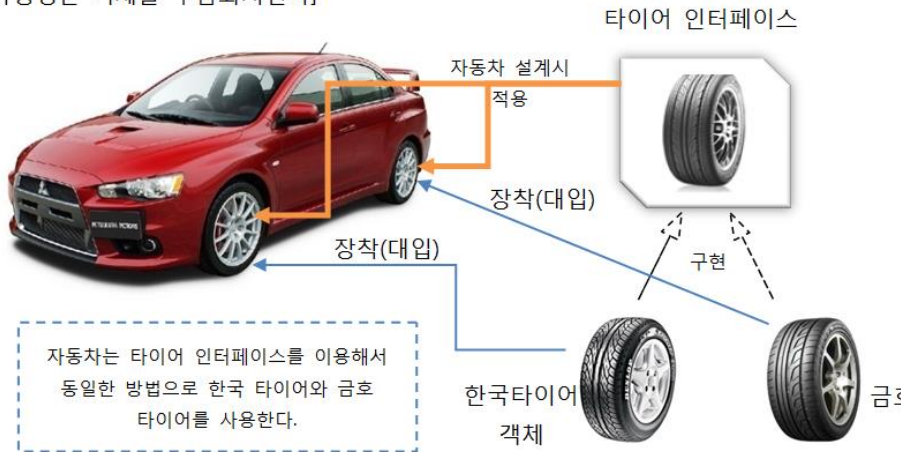 타이어 인터페이스
자동차 설계시
적용
장착(대입)
장착(대입)
구현
자동차는 타이어 인터페이스를 이용해서
동일한 방법으로 한국 타이어와 금호
타이어를 사용한다.
한국타이어
객체
금호